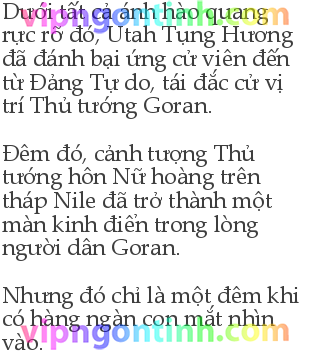 Dưới tất cả ánh hào quang
rực rỡ đó, Utah Tụng Hương
đã đánh bại ứng cử viên đến
từ Đảng Tự do, tái đắc cử vị
trí Thủ tướng Goran.
Đêm đó, cảnh tượng Thủ
tướng hôn Nữ hoàng trên
tháp Nile đã trở thành một
màn kinh điển trong lòng
người dân Goran.
Nhưng đó chỉ là một đêm khi
có hàng ngàn con mắt nhìn
vào.
vipngontinh.com
vipngontinh.com